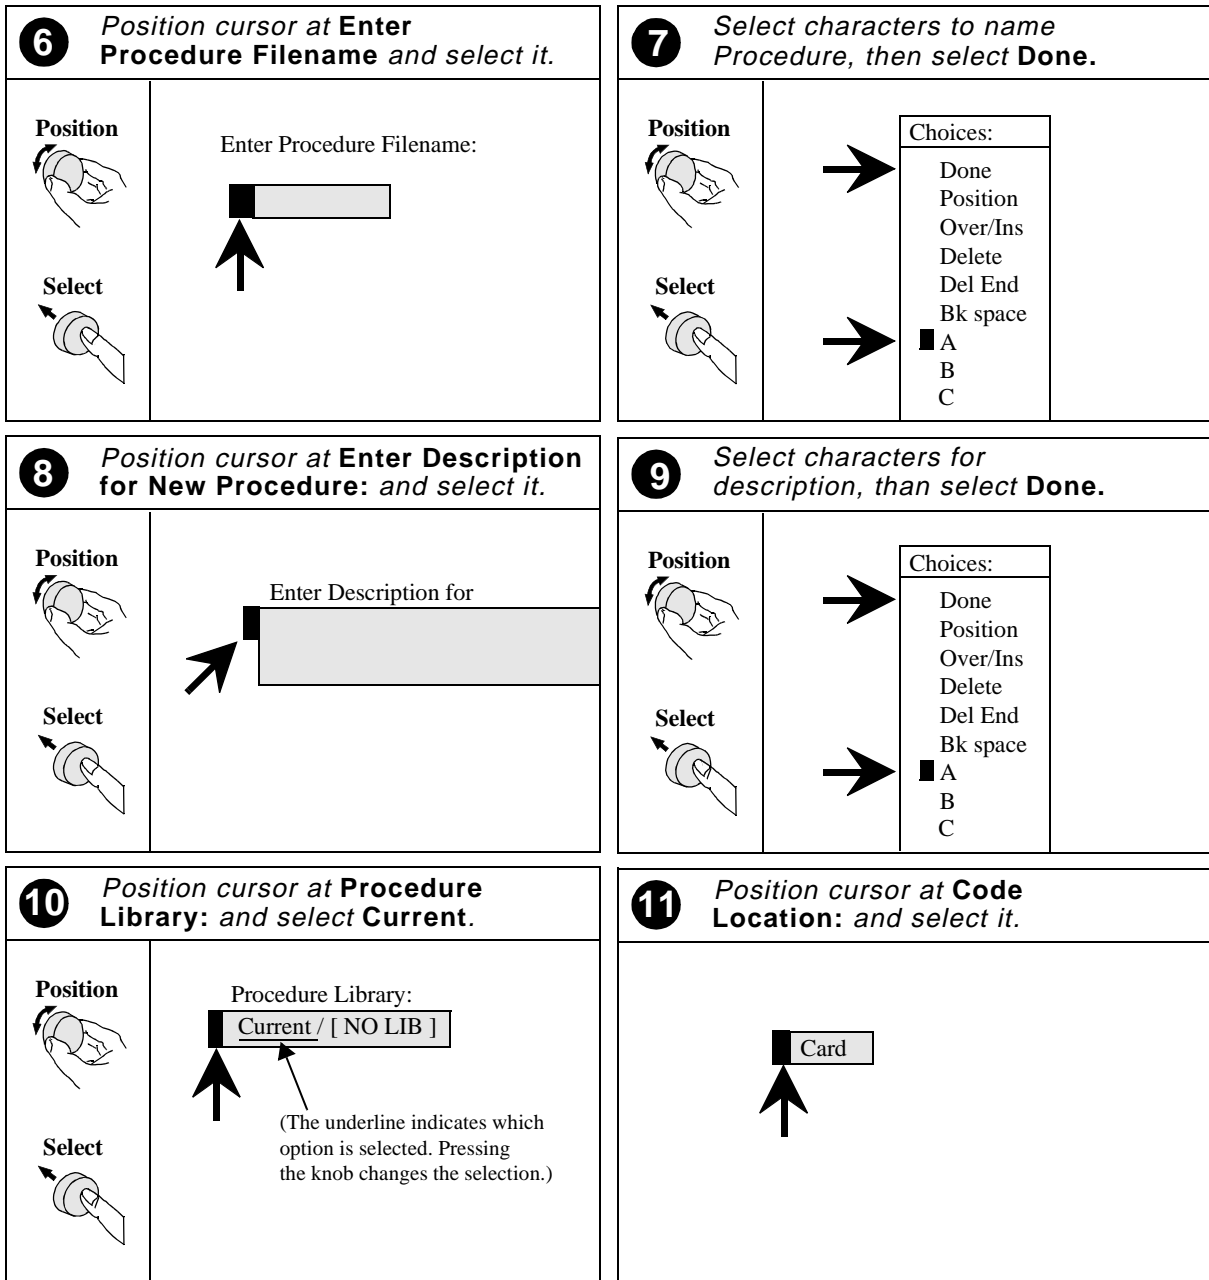 6
Position cursor at Enter
Procedure Filename and select it.
Position
Select
Enter Procedure Filename:
7
Select characters to name
Procedure, then select Done.
Position
Select
Choices:
Done
Position
Over/Ins
Delete
Del End
Bk space
A
B
C
8
Position cursor at Enter Description
for New Procedure: and select it.
Position
Select
Enter Description for
9
Select characters for
description, than select Done.
Position
Select
Choices:
Done
Position
Over/Ins
Delete
Del End
Bk space
A
B
C
10
Position cursor at Procedure
Library: and select Current.
Position
Select
Procedure Library:
Current / [ NO LIB ]
(The underline indicates which
option is selected. Pressing
the knob changes the selection.)
11
Position cursor at Code
Location: and select it.
Card